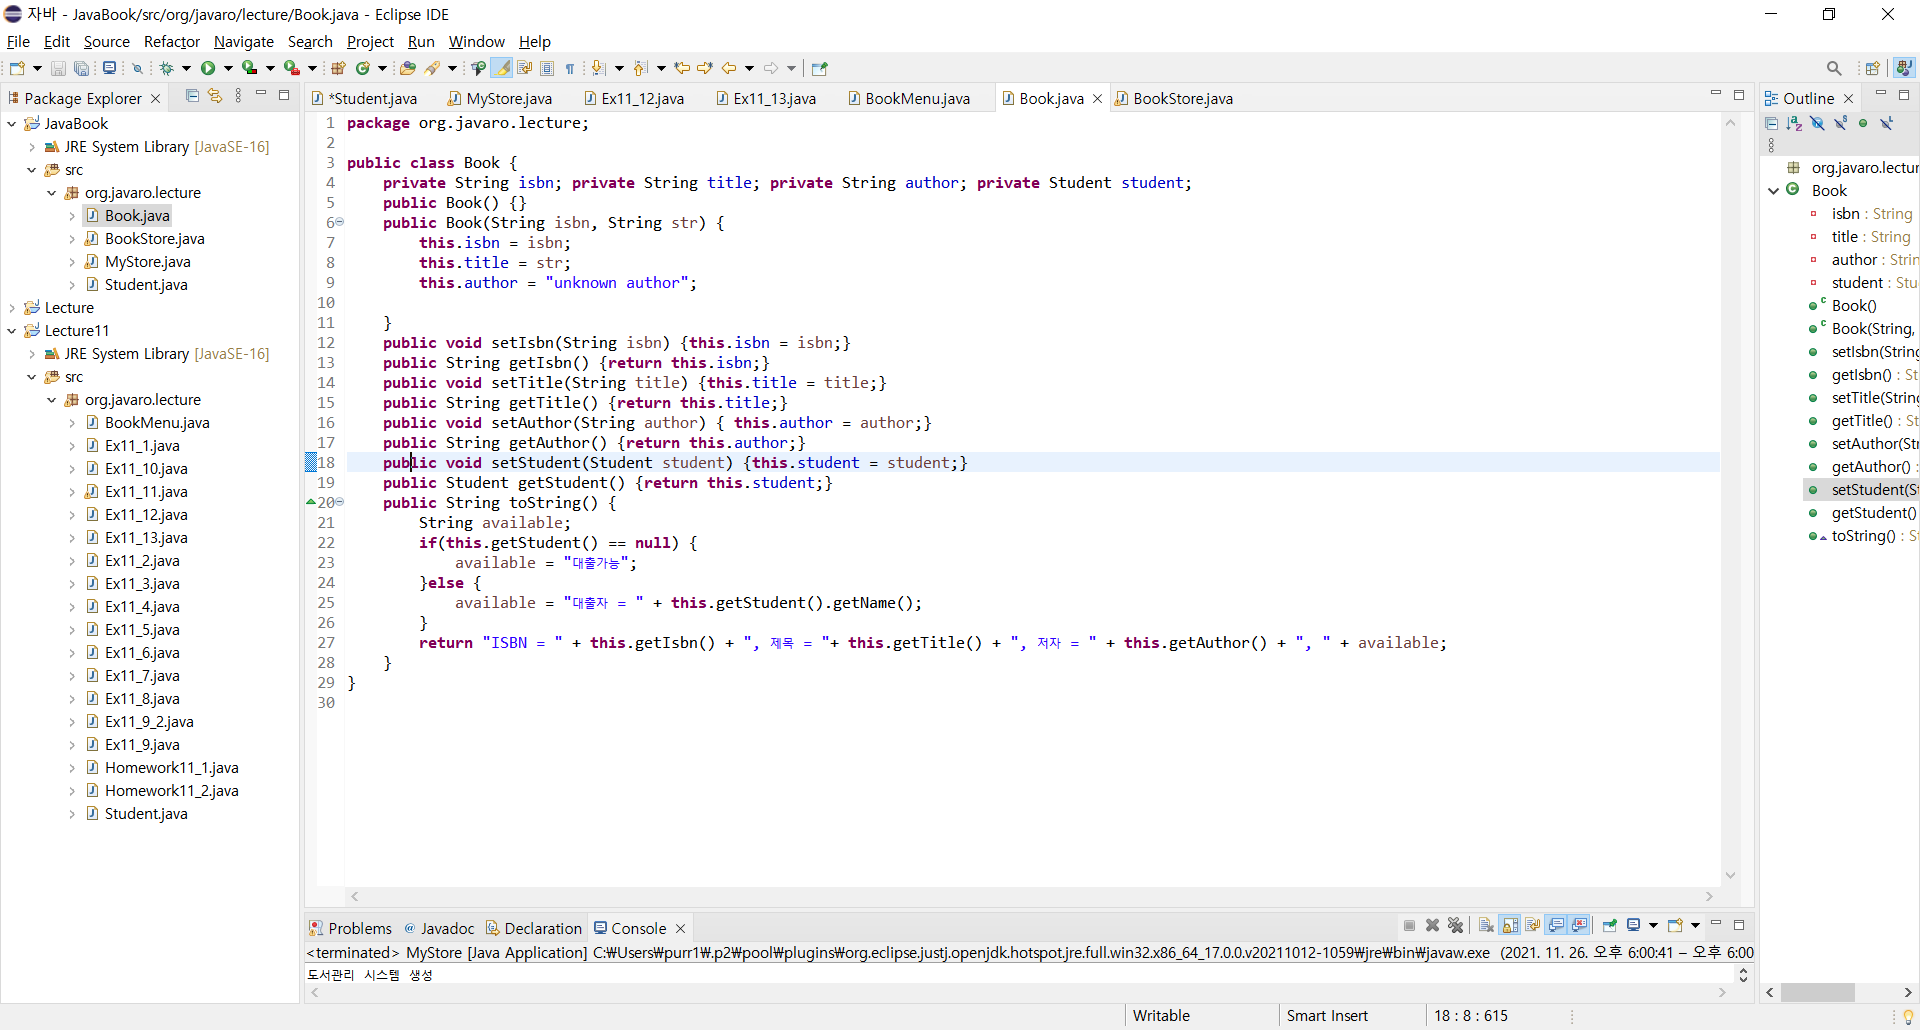 자바 - JavaBook/src/org/javaro/lecture/Book.java - Eclipse IDE
File Edit Source Refactor Navigate Search Project Run Window Help
Package Explorer
JavaBook
JRE System Library [JavaSE-16]
src
org.javaro.lecture
Book.java
BookStore.java
MyStore.java
Student.java
Lecture
Lecture11
JRE System Library [JavaSE-16]
src
org.javaro.lecture
BookMenu.java
Ex11_1.java
Ex11_10.java
Ex11_11.java
Ex11_12.java
Ex11_13.java
Ex11_2.java
Ex11_3.java
Ex11_4.java
Ex11_5.java
Ex11_6.java
Ex11_7.java
Ex11_8.java
Ex11_9_2.java
Ex11_9.java
Homework11_1.java
Homework11_2.java
Student.java
*Student.java MyStore.java Ex11_12.java Ex11_13.java BookMenu.java Book.java BookStore.java
1 package org.javaro.lecture;
2
3 public class Book {
4 private String isbn; private String title; private String author; private Student student;
5 public Book() {}
6 public Book(String isbn, String str) {
7 this.isbn = isbn;
8 this.title = str;
9 this.author = "unknown author";
10
11 }
12 public void setIsbn(String isbn) {this.isbn = isbn;}
13 public String getIsbn() {return this.isbn;}
14 public void setTitle(String title) {this.title = title;}
15 public String getTitle() {return this.title;}
16 public void setAuthor(String author) { this.author = author;}
17 public String getAuthor() {return this.author;}
18 public void setStudent(Student student) {this.student = student;}
19 public Student getStudent() {return this.student;}
20 public String toString() {
21 String available;
22 if(this.getStudent() == null) {
23 available = "대출가능";
24 }else {
25 available = "대출자 = " + this.getStudent().getName();
26 }
27 return "ISBN = " + this.getIsbn() + ", 제목 = "+ this.getTitle() + ", 저자 = " + this.getAuthor() + ", " + available;
28 }
29 }
30
Outline
org.javaro.lectur
Book
isbn : String
title : String
author : Strin
student : Stu
Book()
Book(String,
setIsbn(String
getIsbn() : St
setTitle(String
getTitle() : St
setAuthor(Str
getAuthor() :
setStudent(St
getStudent()
toString() : S
Problems @ Javadoc Declaration Console
<terminated> MyStore [Java Application] C:₩Users₩purr1₩.p2₩pool₩plugins₩org.eclipse.justj.openjdk.hotspot.jre.full.win32.x86_64_17.0.0.v20211012-1059₩jre₩bin₩javaw.exe (2021. 11. 26. 오후 6:00:41 – 오후 6:00
도서관리 시스템 생성
Writable Smart Insert 18 : 8 : 615